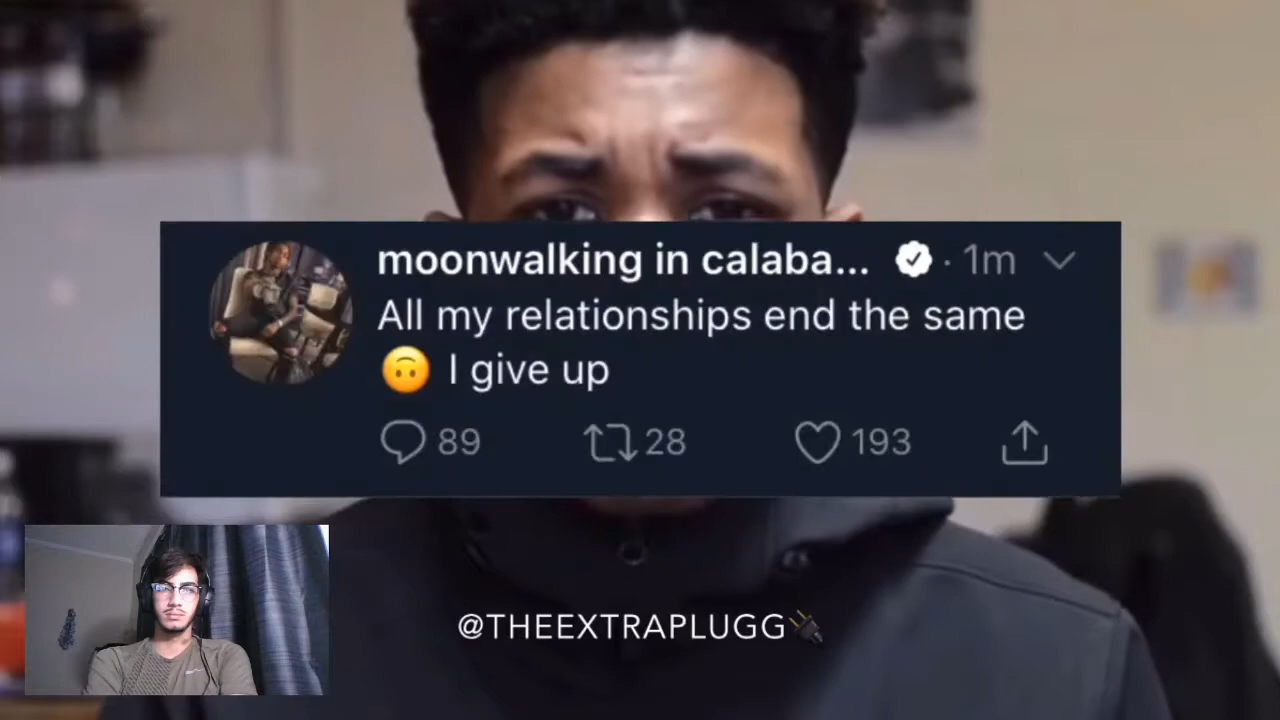 moonwalking in calaba... · 1m
All my relationships end the same
🙃 I give up
89 28 193
@THEEXTRAPLUGG🔌